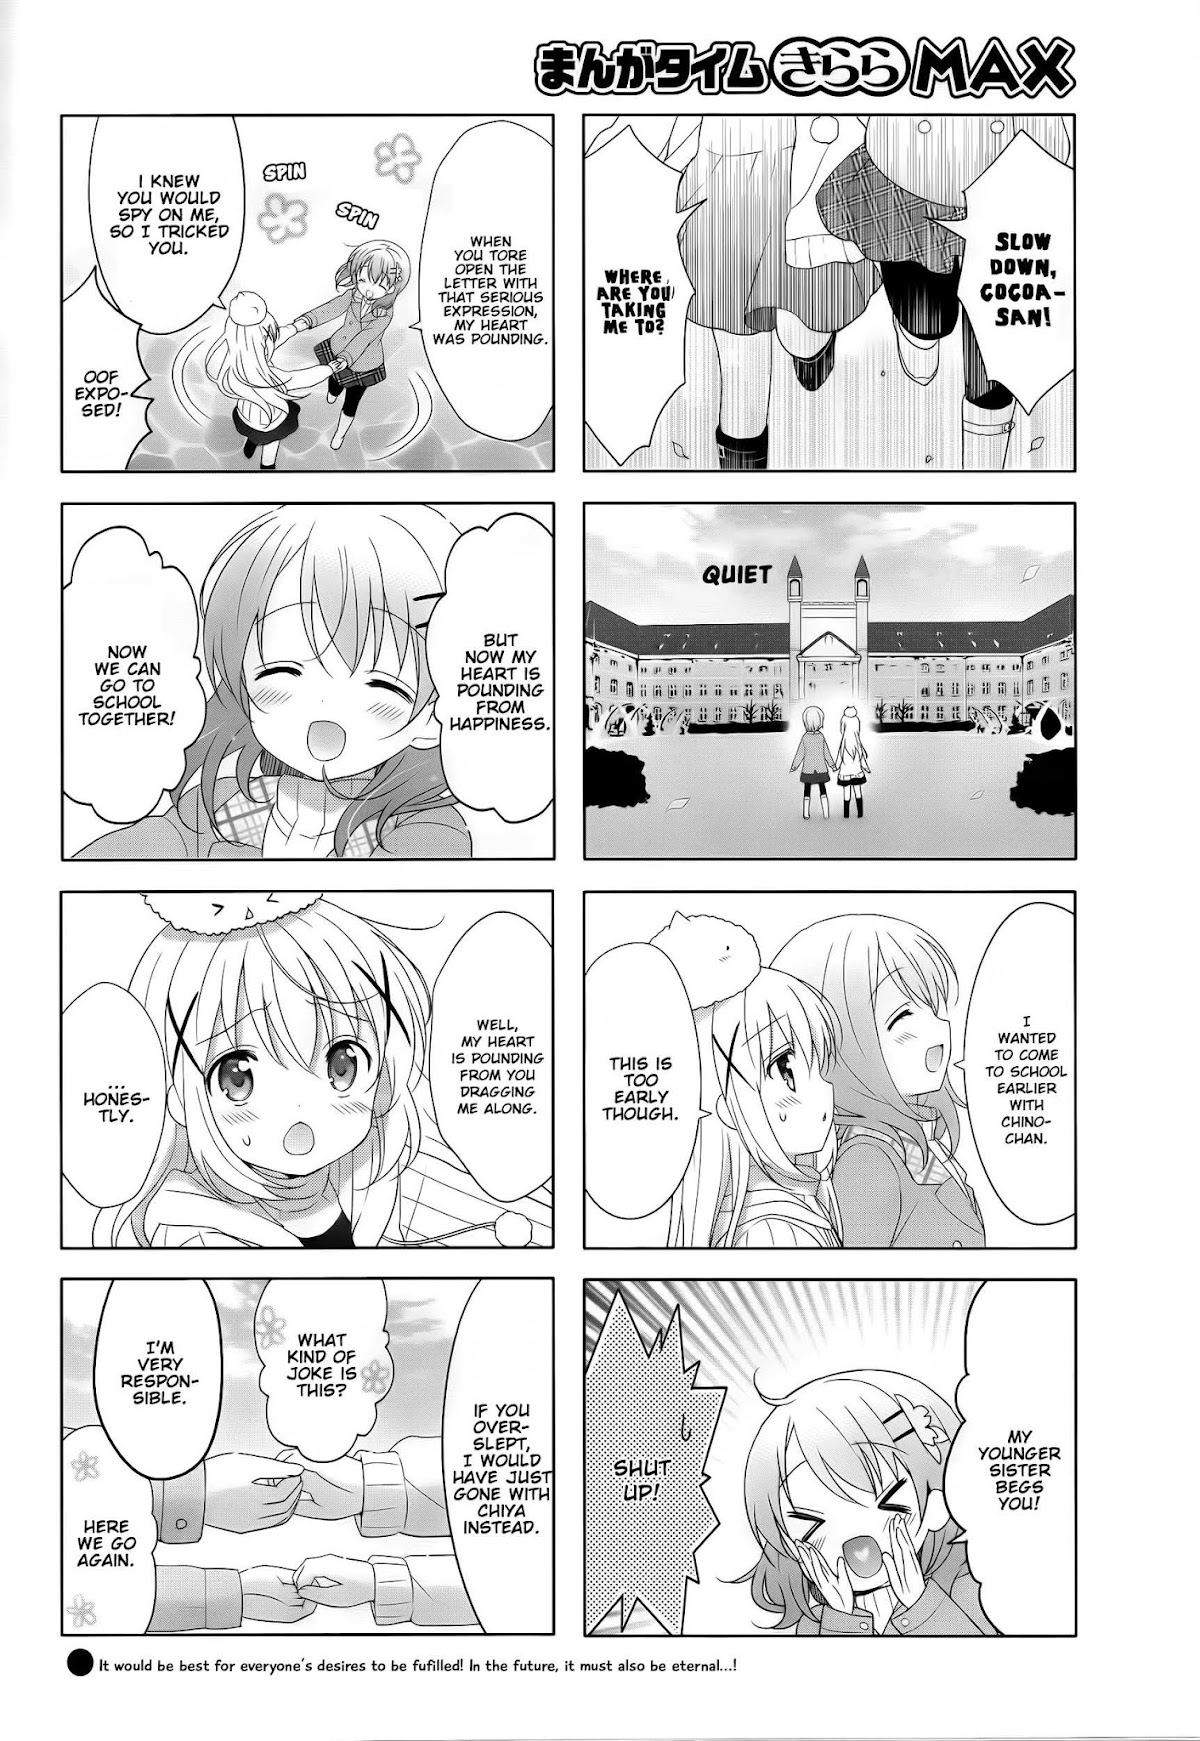 まんがタイムきららMAX
SLOW
DOWN,
COCOA-
SAN!
WHERE
ARE YOU
TAKING
ME TO?
QUIET
I
WANTED
TO COME
TO SCHOOL
EARLIER
WITH
CHINO-
CHAN.
THIS IS
TOO
EARLY
THOUGH.
MY
YOUNGER
SISTER
BEGS
YOU!
SHUT
UP!
WHEN
YOU TORE
OPEN THE
LETTER WITH
THAT SERIOUS
EXPRESSION,
MY HEART
WAS POUNDING.
SPIN
SPIN
I KNEW
YOU WOULD
SPY ON ME,
SO I TRICKED
YOU.
OOF
EXPO-
SED!
BUT
NOW MY
HEART IS
POUNDING
FROM
HAPPINESS.
NOW
WE CAN
GO TO
SCHOOL
TOGETHER!
WELL,
MY HEART
IS POUNDING
FROM YOU
DRAGGING
ME ALONG.
...
HONES-
TLY.
IF YOU
OVER-
SLEPT,
I WOULD
HAVE JUST
GONE WITH
CHIYA
INSTEAD.
WHAT
KIND OF
JOKE IS
THIS?
I'M
VERY
RESPON-
SIBLE.
HERE
WE GO
AGAIN.
It would be best for everyone's desires to be fufilled! In the future, it must also be eternal...!